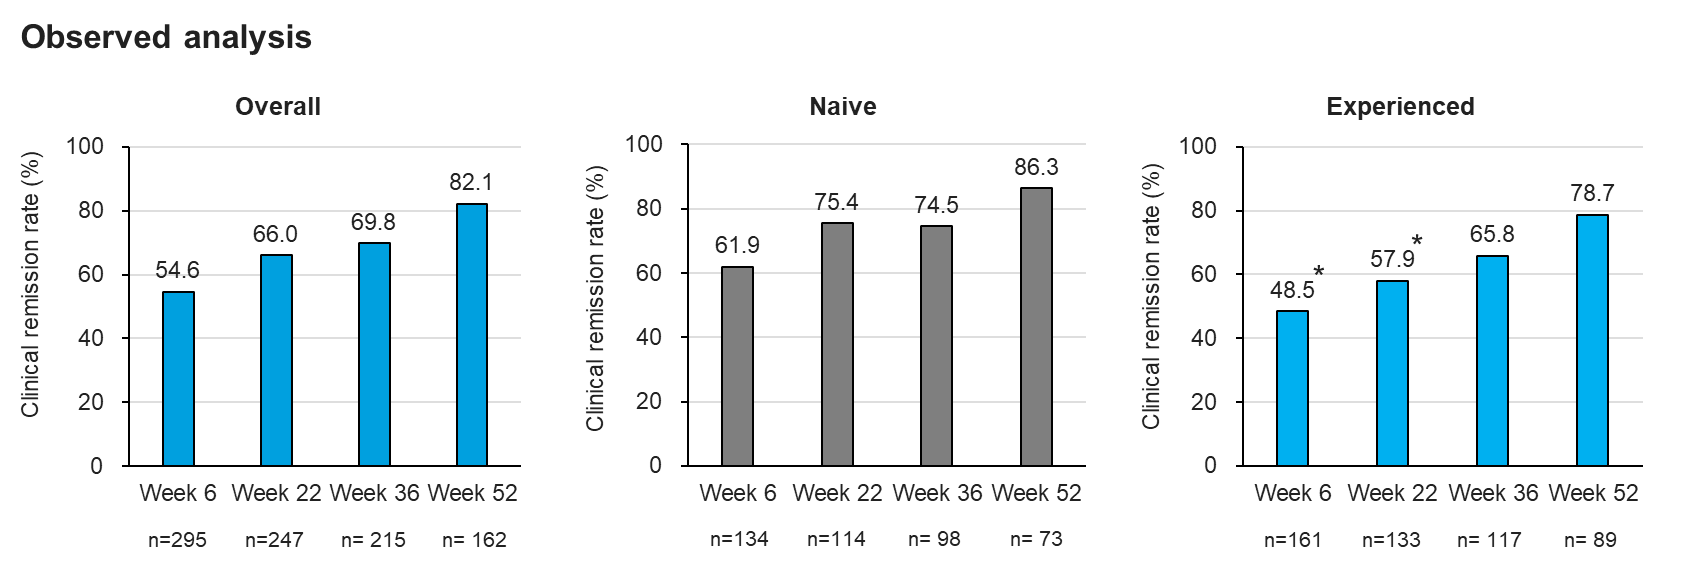 Observed analysis
Overall
Clinical remission rate (%)
100
80
60
40
20
0
54.6
66.0
69.8
82.1
Week 6 Week 22 Week 36 Week 52
n=295 n=247 n= 215 n= 162
Naive
Clinical remission rate (%)
100
80
60
40
20
0
61.9
75.4
74.5
86.3
Week 6 Week 22 Week 36 Week 52
n=134 n=114 n= 98 n= 73
Experienced
Clinical remission rate (%)
100
80
60
40
20
0
48.5*
57.9*
65.8
78.7
Week 6 Week 22 Week 36 Week 52
n=161 n=133 n= 117 n= 89